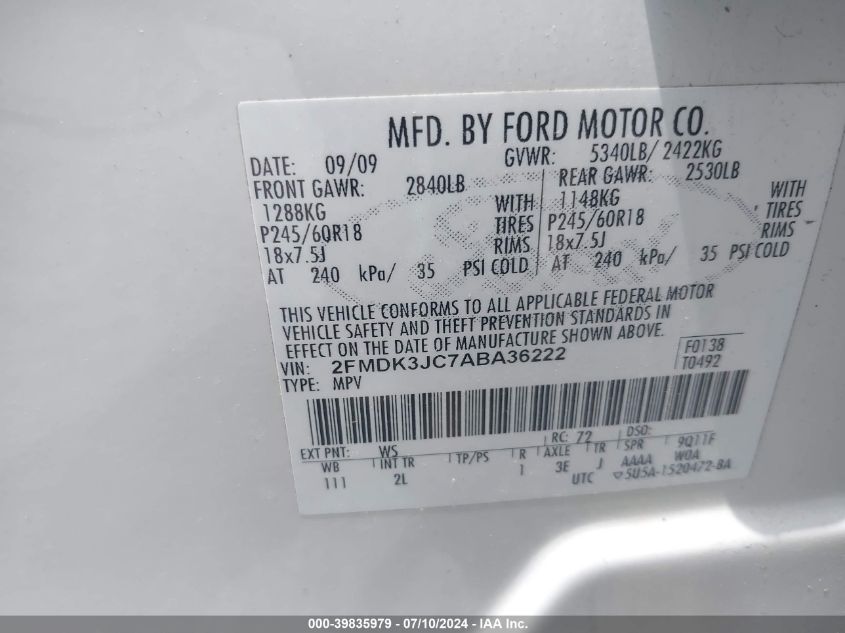 MFD. BY FORD MOTOR CO.
DATE: 09/09 GVWR: 5340LB/ 2422KG
FRONT GAWR: 2840LB REAR GAWR: 2530LB
1288KG WITH 1148KG WITH
P245/60R18 TIRES P245/60R18 TIRES
18x7.5J RIMS 18x7.5J RIMS
AT 240 kPa/ 35 PSI COLD AT 240 kPa/ 35 PSI COLD
THIS VEHICLE CONFORMS TO ALL APPLICABLE FEDERAL MOTOR
VEHICLE SAFETY AND THEFT PREVENTION STANDARDS IN
EFFECT ON THE DATE OF MANUFACTURE SHOWN ABOVE.
VIN: 2FMDK3JC7ABA36222 F0138
TYPE: MPV T0492
EXT PNT: WS RC: 72 DSO:
WB INT TR TP/PS R AXLE TR SPR 9Q11F
111 2L 1 3E J AAAA W0A
UTC 5U5A-1520472-BA
000-39835979 - 07/10/2024 - IAA Inc.